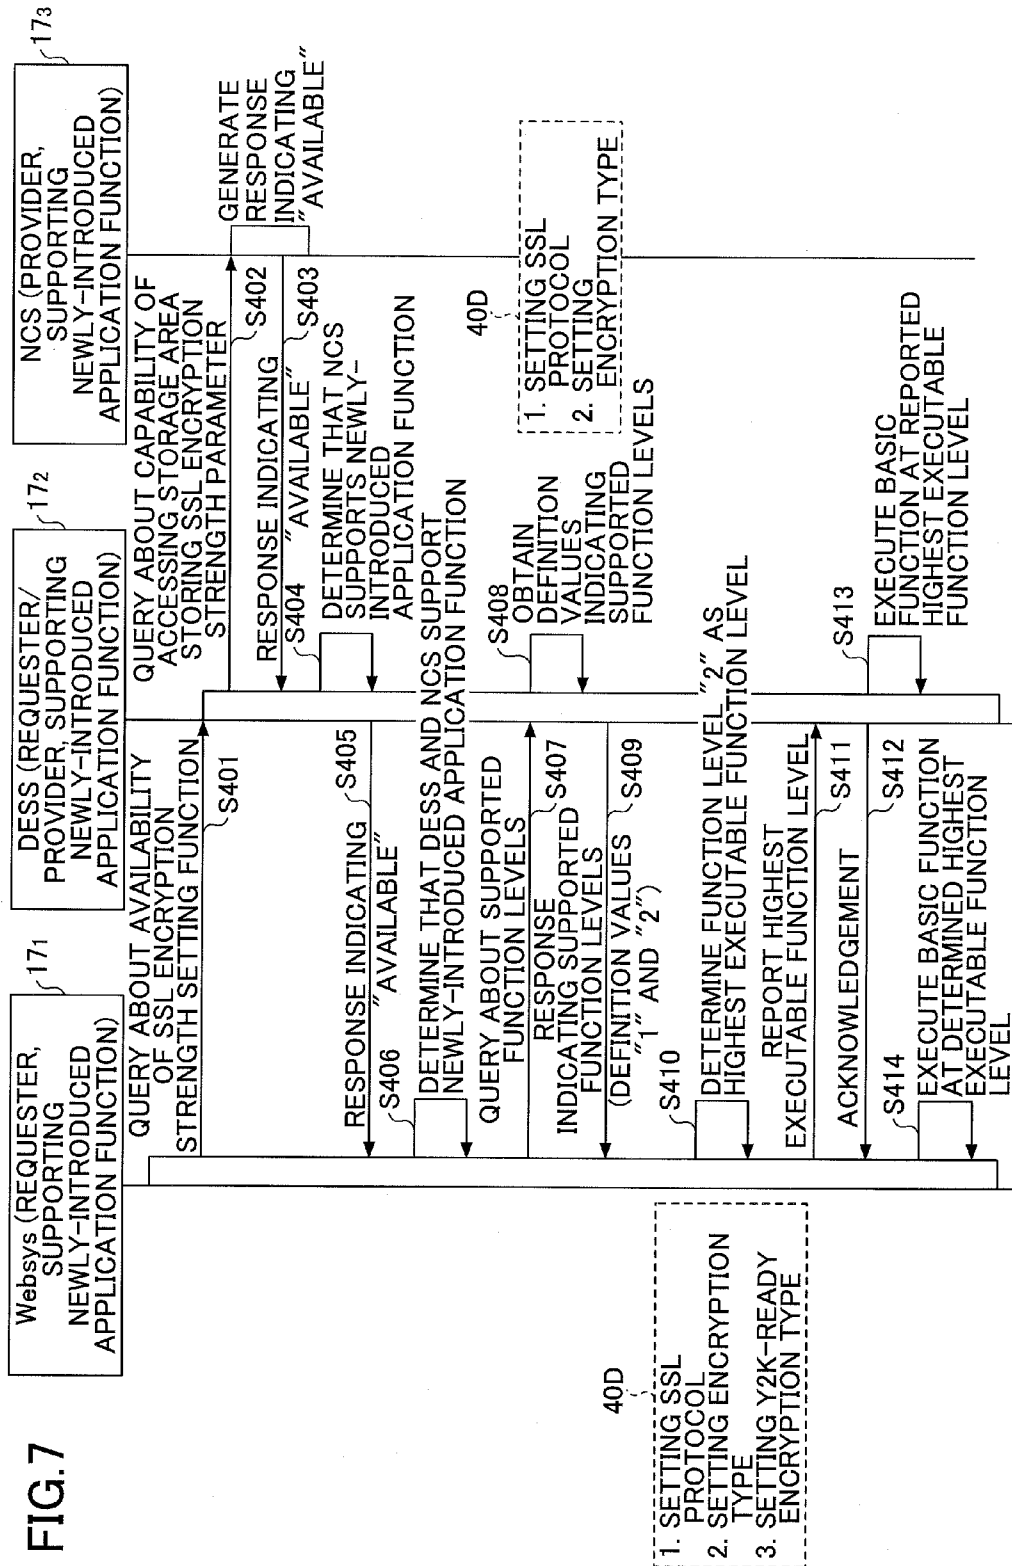 FIG.7
Websys (REQUESTER,
SUPPORTING
NEWLY-INTRODUCED
APPLICATION FUNCTION)
171
DESS (REQUESTER/
PROVIDER, SUPPORTING
NEWLY-INTRODUCED
APPLICATION FUNCTION)
172
NCS (PROVIDER,
SUPPORTING
NEWLY-INTRODUCED
APPLICATION FUNCTION)
173
QUERY ABOUT AVAILABILITY
OF SSL ENCRYPTION
STRENGTH SETTING FUNCTION
S401
QUERY ABOUT CAPABILITY OF
ACCESSING STORAGE AREA
STORING SSL ENCRYPTION
STRENGTH PARAMETER
S402
GENERATE
RESPONSE
INDICATING
"AVAILABLE"
RESPONSE INDICATING
"AVAILABLE"
S403
S404
DETERMINE THAT NCS
SUPPORTS NEWLY-
INTRODUCED
APPLICATION FUNCTION
RESPONSE INDICATING
"AVAILABLE"
S405
S406
DETERMINE THAT DESS AND NCS SUPPORT
NEWLY-INTRODUCED APPLICATION FUNCTION
QUERY ABOUT SUPPORTED
FUNCTION LEVELS
S407
S408
OBTAIN
DEFINITION
VALUES
INDICATING
SUPPORTED
FUNCTION LEVELS
40D
1. SETTING SSL
PROTOCOL
2. SETTING
ENCRYPTION TYPE
RESPONSE
INDICATING SUPPORTED
FUNCTION LEVELS
(DEFINITION VALUES
"1" AND "2")
S409
40D
1. SETTING SSL
PROTOCOL
2. SETTING ENCRYPTION
TYPE
3. SETTING Y2K-READY
ENCRYPTION TYPE
S410
DETERMINE FUNCTION LEVEL "2" AS
HIGHEST EXECUTABLE FUNCTION LEVEL
REPORT HIGHEST
EXECUTABLE FUNCTION LEVEL
S411
ACKNOWLEDGEMENT
S412
S413
EXECUTE BASIC
FUNCTION AT REPORTED
HIGHEST EXECUTABLE
FUNCTION LEVEL
S414
EXECUTE BASIC FUNCTION
AT DETERMINED HIGHEST
EXECUTABLE FUNCTION
LEVEL